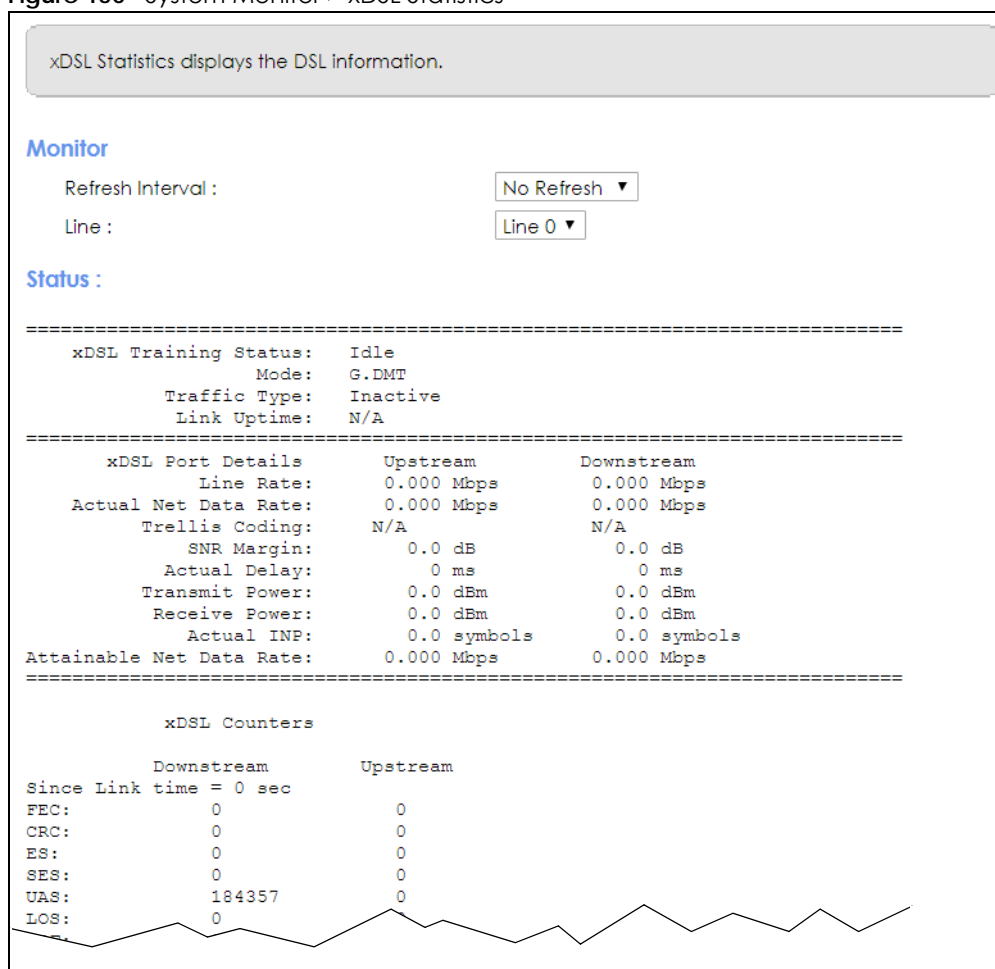 xDSL Statistics displays the DSL information.
Monitor
Refresh Interval : No Refresh ▼
Line : Line 0 ▼
Status :
============================================================================
xDSL Training Status: Idle
Mode: G.DMT
Traffic Type: Inactive
Link Uptime: N/A
============================================================================
xDSL Port Details Upstream Downstream
Line Rate: 0.000 Mbps 0.000 Mbps
Actual Net Data Rate: 0.000 Mbps 0.000 Mbps
Trellis Coding: N/A N/A
SNR Margin: 0.0 dB 0.0 dB
Actual Delay: 0 ms 0 ms
Transmit Power: 0.0 dBm 0.0 dBm
Receive Power: 0.0 dBm 0.0 dBm
Actual INP: 0.0 symbols 0.0 symbols
Attainable Net Data Rate: 0.000 Mbps 0.000 Mbps
============================================================================
xDSL Counters
Downstream Upstream
Since Link time = 0 sec
FEC: 0 0
CRC: 0 0
ES: 0 0
SES: 0 0
UAS: 184357 0
LOS: 0